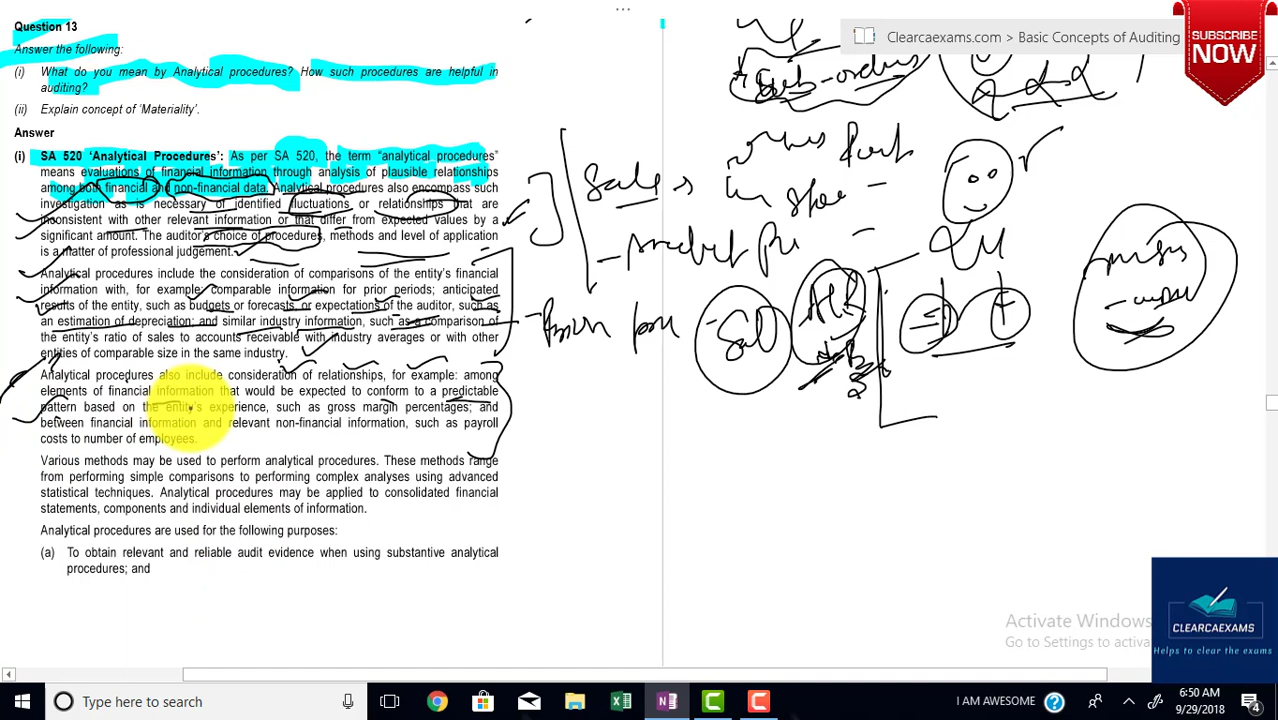 Question 13
Answer the following:
(i) What do you mean by Analytical procedures? How such procedures are helpful in
auditing?
(ii) Explain concept of 'Materiality'.
Answer
(i) SA 520 'Analytical Procedures': As per SA 520, the term "analytical procedures"
means evaluations of financial information through analysis of plausible relationships
among both financial and non-financial data. Analytical procedures also encompass such
investigation as is necessary of identified fluctuations or relationships that are
inconsistent with other relevant information or that differ from expected values by a
significant amount. The auditor's choice of procedures, methods and level of application
is a matter of professional judgement.
Analytical procedures include the consideration of comparisons of the entity's financial
information with, for example, comparable information for prior periods; anticipated
results of the entity, such as budgets or forecasts, or expectations of the auditor, such as
an estimation of depreciation; and similar industry information, such as a comparison of
the entity's ratio of sales to accounts receivable with industry averages or with other
entities of comparable size in the same industry.
Analytical procedures also include consideration of relationships, for example: among
elements of financial information that would be expected to conform to a predictable
pattern based on the entity's experience, such as gross margin percentages; and
between financial information and relevant non-financial information, such as payroll
costs to number of employees.
Various methods may be used to perform analytical procedures. These methods range
from performing simple comparisons to performing complex analyses using advanced
statistical techniques. Analytical procedures may be applied to consolidated financial
statements, components and individual elements of information.
Analytical procedures are used for the following purposes:
(a) To obtain relevant and reliable audit evidence when using substantive analytical
procedures; and
Clearcaexams.com > Basic Concepts of Auditing
SUBSCRIBE
NOW
Sales
- product
Activate Windows
Go to Settings to activa
CLEARCAEXAMS
Helps to clear the exams
Type here to search
I AM AWESOME
6:50 AM
9/29/2018
4